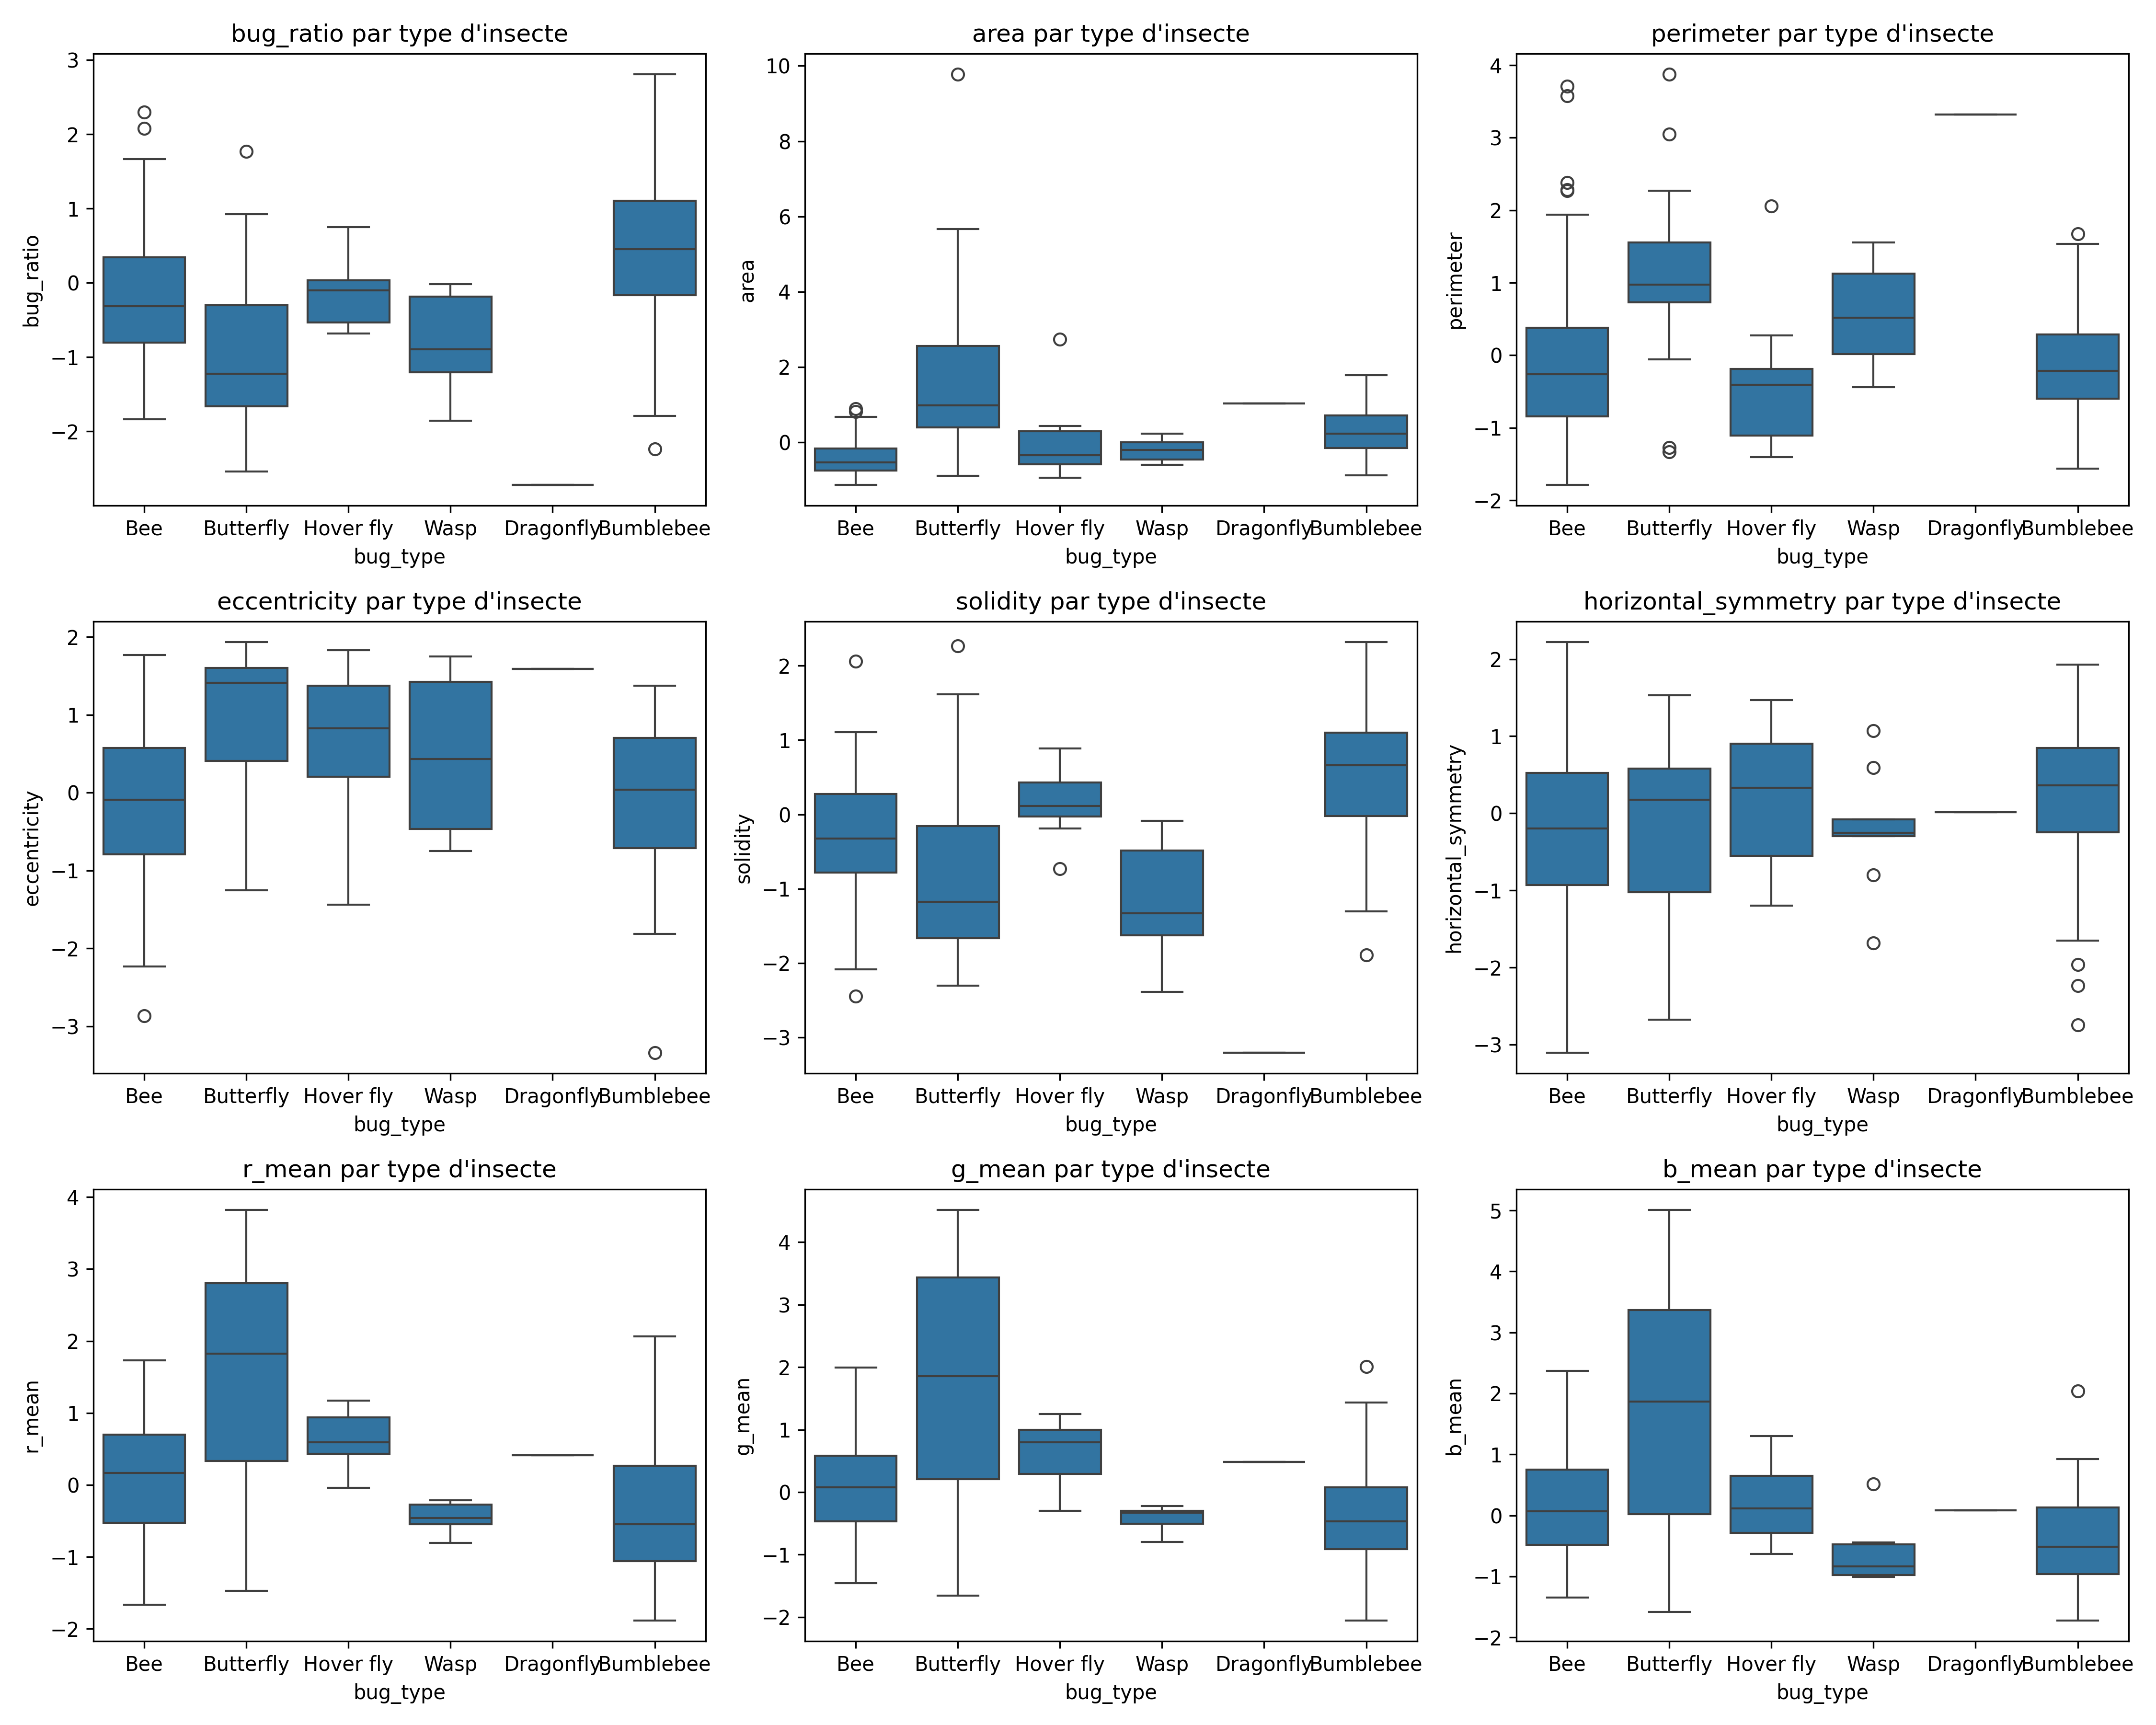 bug_ratio par type d'insecte
3
2
1
0
−1
−2
bug_ratio
Bee Butterfly Hover fly Wasp Dragonfly Bumblebee
bug_type
area par type d'insecte
10
8
6
4
2
0
area
Bee Butterfly Hover fly Wasp Dragonfly Bumblebee
bug_type
perimeter par type d'insecte
4
3
2
1
0
−1
−2
perimeter
Bee Butterfly Hover fly Wasp Dragonfly Bumblebee
bug_type
eccentricity par type d'insecte
2
1
0
−1
−2
−3
eccentricity
Bee Butterfly Hover fly Wasp Dragonfly Bumblebee
bug_type
solidity par type d'insecte
2
1
0
−1
−2
−3
solidity
Bee Butterfly Hover fly Wasp Dragonfly Bumblebee
bug_type
horizontal_symmetry par type d'insecte
2
1
0
−1
−2
−3
horizontal_symmetry
Bee Butterfly Hover fly Wasp Dragonfly Bumblebee
bug_type
r_mean par type d'insecte
4
3
2
1
0
−1
−2
r_mean
Bee Butterfly Hover fly Wasp Dragonfly Bumblebee
bug_type
g_mean par type d'insecte
4
3
2
1
0
−1
−2
g_mean
Bee Butterfly Hover fly Wasp Dragonfly Bumblebee
bug_type
b_mean par type d'insecte
5
4
3
2
1
0
−1
−2
b_mean
Bee Butterfly Hover fly Wasp Dragonfly Bumblebee
bug_type